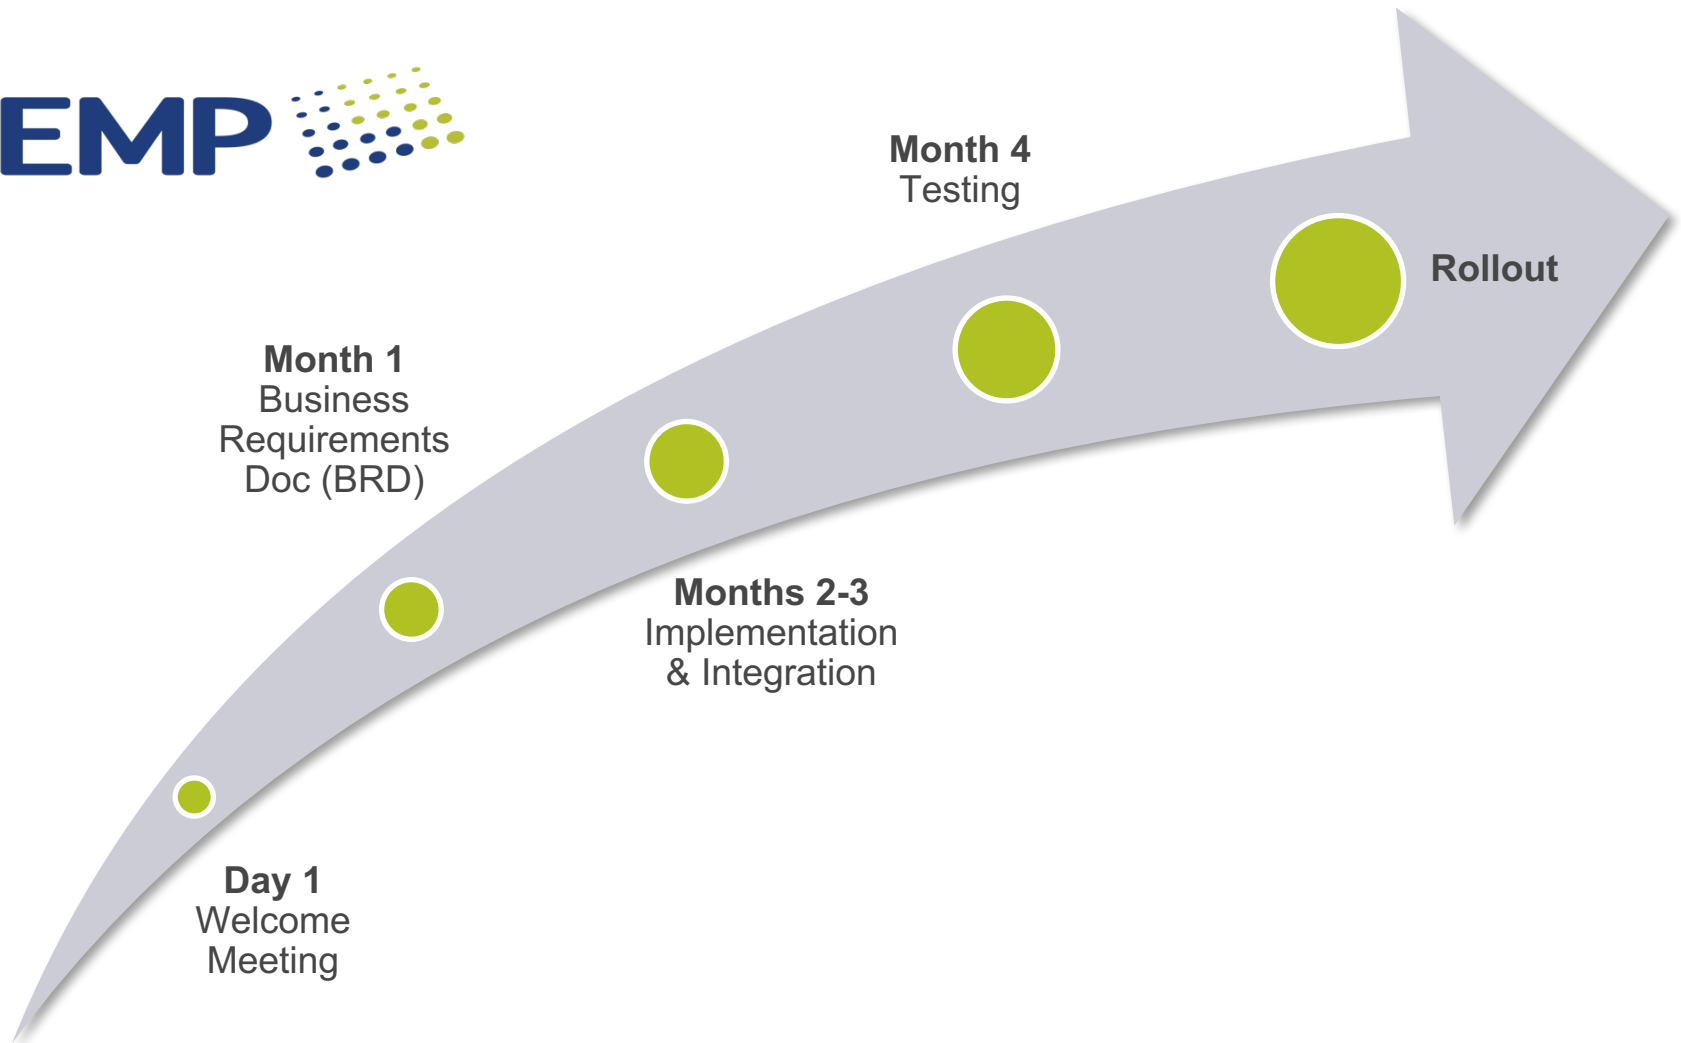 EMP
Month 4
Testing
Rollout
Month 1
Business
Requirements
Doc (BRD)
Months 2-3
Implementation
& Integration
Day 1
Welcome
Meeting